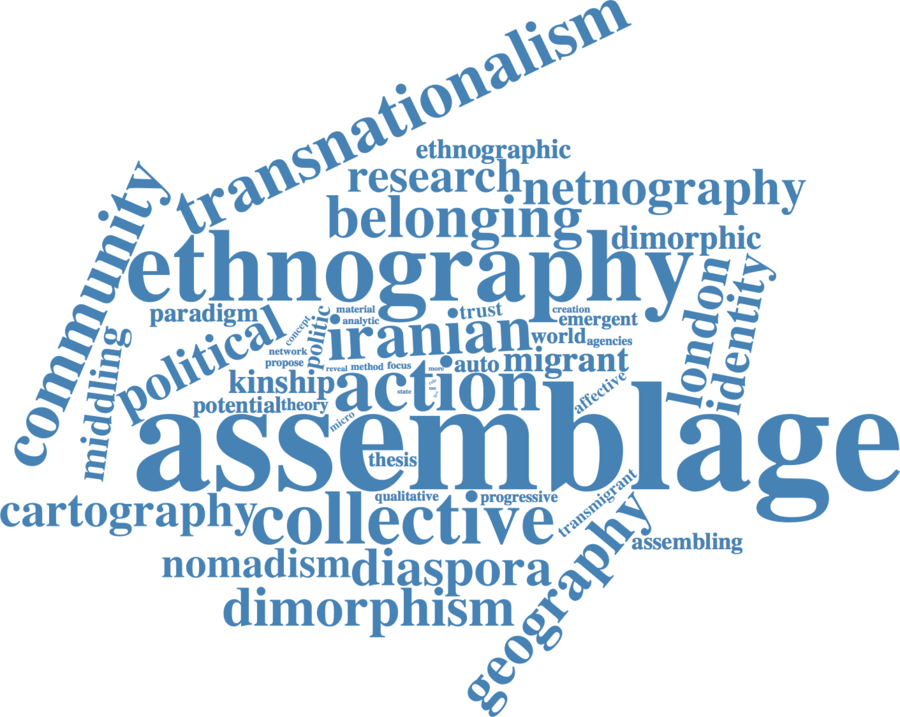 transnationalism
ethnographic
research
netnography
community
belonging
dimorphic
ethnography
london
identity
paradigm
political
concept
politic
material
analytic
iranian
trust
creation
emergent
world
agencies
network
propose
reveal
method
focus
more
auto
migrant
middling
kinship
action
state
affective
potential
theory
micro
assemblage
thesis
qualitative
progressive
transmigrant
cartography
collective
assembling
geography
nomadism
diaspora
dimorphism